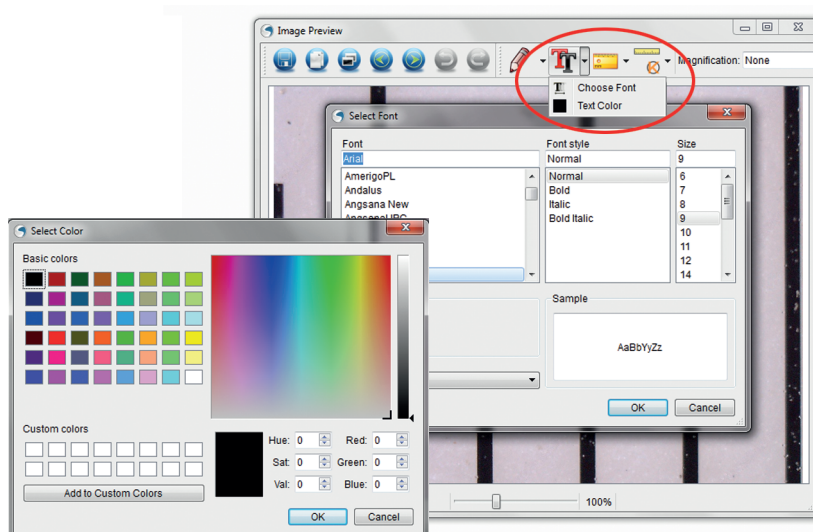 Image Preview
Magnification: None
Choose Font
Text Color
Select Font
Font
Font style
Size
Arial
Normal
9
AmerigoPL
Andalus
Angsana New
Normal
Bold
Italic
Bold Italic
6
7
8
9
10
11
12
14
Sample
AaBbYyZz
OK
Cancel
Select Color
Basic colors
Custom colors
Add to Custom Colors
Hue: 0
Red: 0
Sat: 0
Green: 0
Val: 0
Blue: 0
OK
Cancel
100%